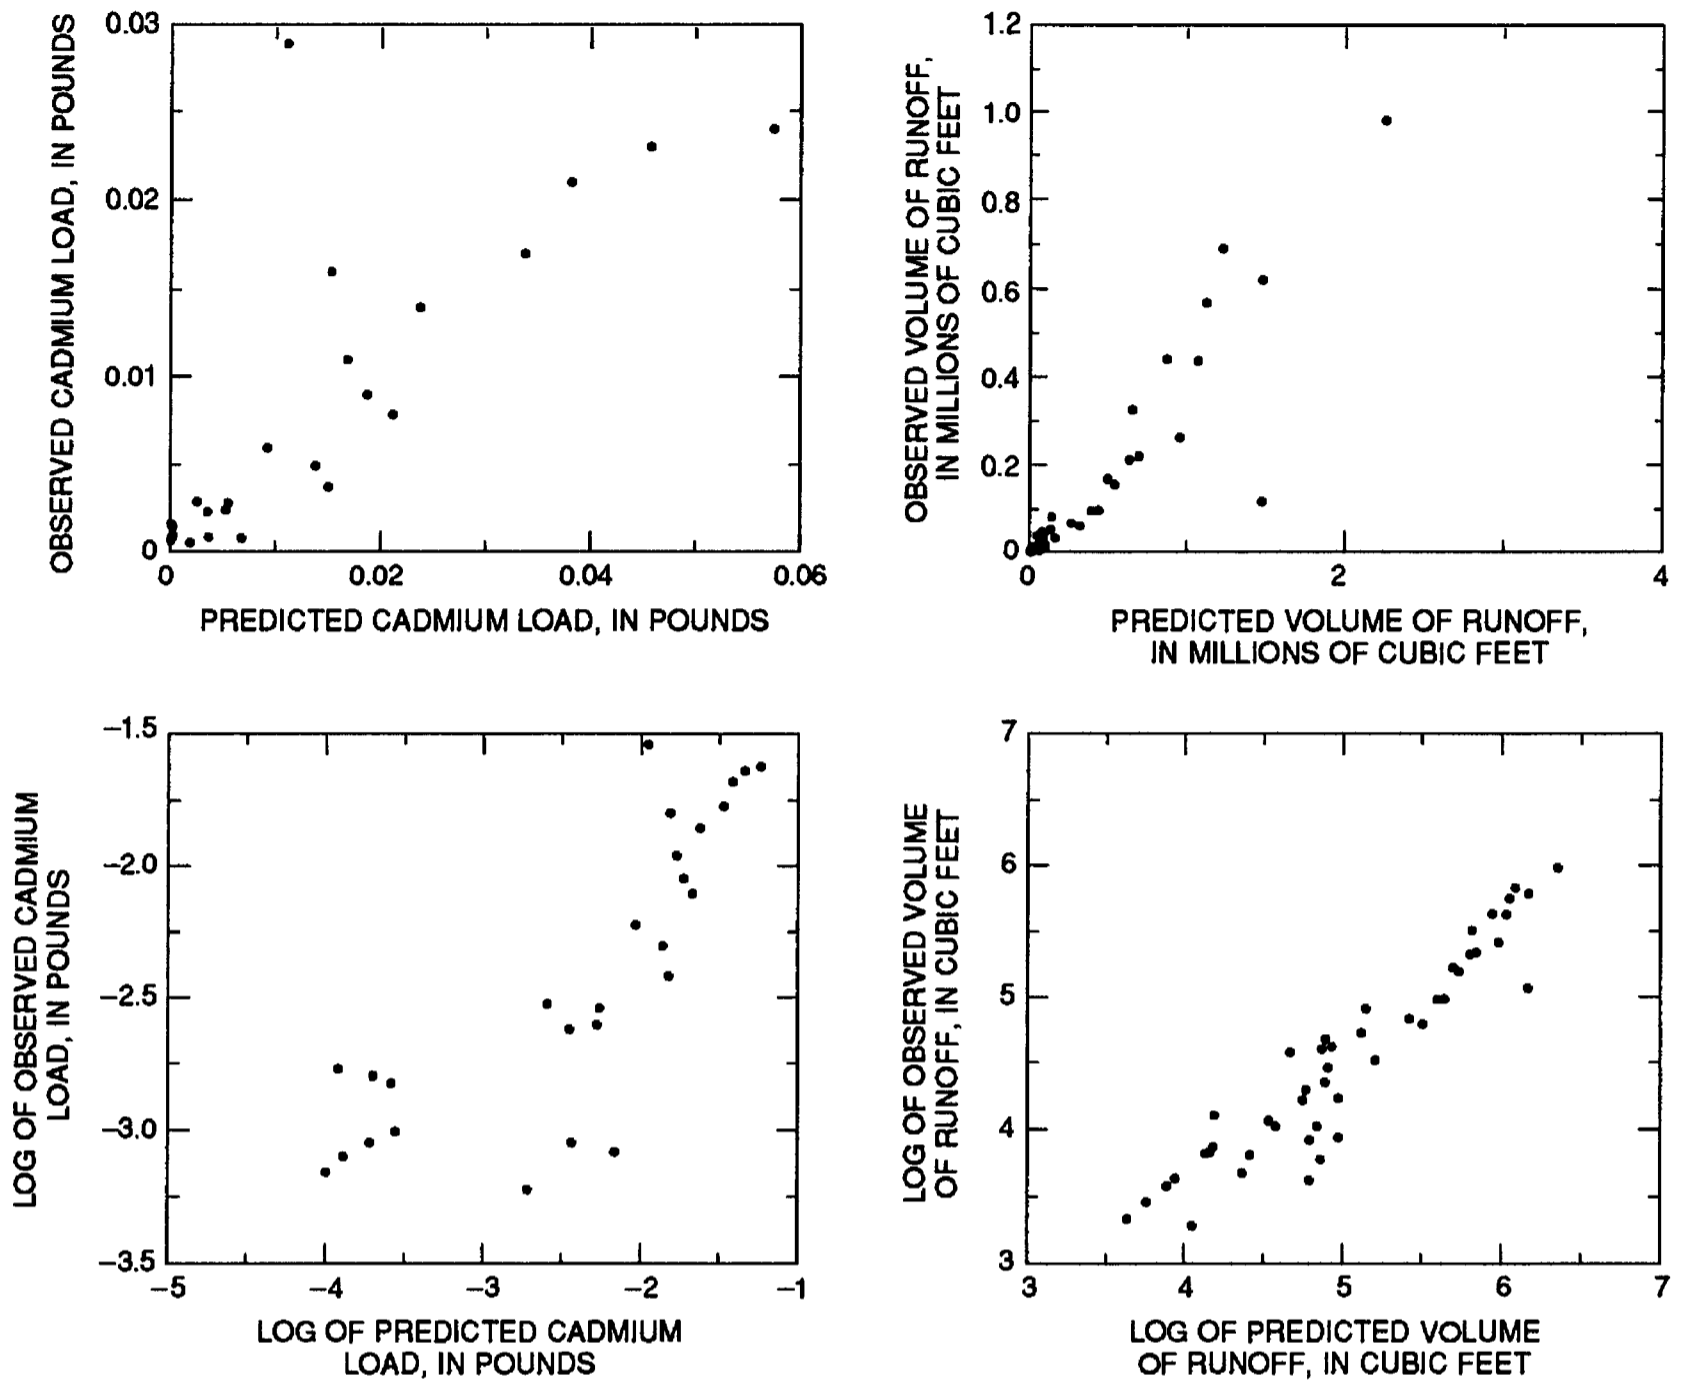 OBSERVED CADMIUM LOAD, IN POUNDS
0.03
0.02
0.01
0
0 0.02 0.04 0.06
PREDICTED CADMIUM LOAD, IN POUNDS
OBSERVED VOLUME OF RUNOFF,
IN MILLIONS OF CUBIC FEET
1.2
1.0
0.8
0.6
0.4
0.2
0
0 2 4
PREDICTED VOLUME OF RUNOFF,
IN MILLIONS OF CUBIC FEET
LOG OF OBSERVED CADMIUM
LOAD, IN POUNDS
−1.5
−2.0
−2.5
−3.0
−3.5
−5 −4 −3 −2 −1
LOG OF PREDICTED CADMIUM
LOAD, IN POUNDS
LOG OF OBSERVED VOLUME
OF RUNOFF, IN CUBIC FEET
7
6
5
4
3
3 4 5 6 7
LOG OF PREDICTED VOLUME
OF RUNOFF, IN CUBIC FEET